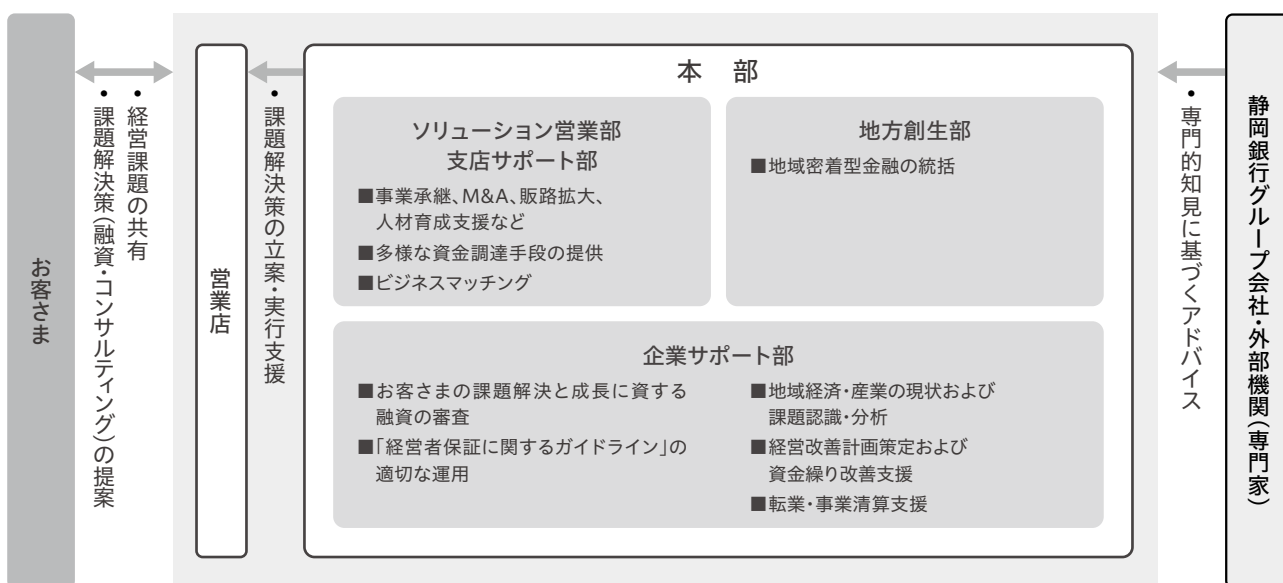 お客さま
・経営課題の共有
・課題解決策(融資・コンサルティング)の提案
営業店
・課題解決策の立案・実行支援
本　部
ソリューション営業部
支店サポート部
■事業承継、M&A、販路拡大、
人材育成支援など
■多様な資金調達手段の提供
■ビジネスマッチング
地方創生部
■地域密着型金融の統括
企業サポート部
■お客さまの課題解決と成長に資する
融資の審査
■「経営者保証に関するガイドライン」の
適切な運用
■地域経済・産業の現状および
課題認識・分析
■経営改善計画策定および
資金繰り改善支援
■転業・事業清算支援
・専門的知見に基づくアドバイス
静岡銀行グループ会社・外部機関(専門家)